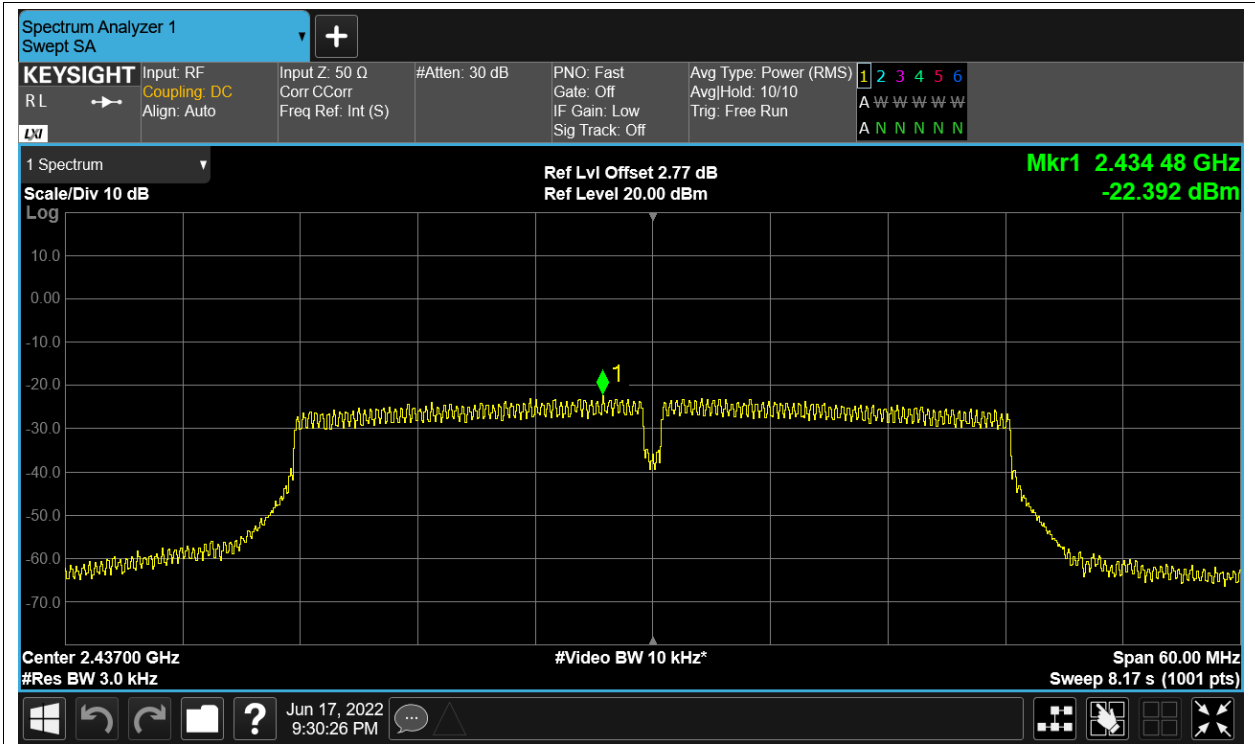 Spectrum Analyzer 1
Swept SA
KEYSIGHT
R L
LXI
Input: RF
Coupling: DC
Align: Auto
Input Z: 50 Ω
Corr CCorr
Freq Ref: Int (S)
#Atten: 30 dB
PNO: Fast
Gate: Off
IF Gain: Low
Sig Track: Off
Avg Type: Power (RMS)
Avg|Hold: 10/10
Trig: Free Run
1 2 3 4 5 6
A W W W W W
A N N N N N
1 Spectrum
Scale/Div 10 dB
Log
Ref Lvl Offset 2.77 dB
Ref Level 20.00 dBm
Mkr1 2.434 48 GHz
-22.392 dBm
10.0
0.00
-10.0
-20.0
-30.0
-40.0
-50.0
-60.0
-70.0
1
Center 2.43700 GHz
#Res BW 3.0 kHz
#Video BW 10 kHz*
Span 60.00 MHz
Sweep 8.17 s (1001 pts)
?
Jun 17, 2022
9:30:26 PM